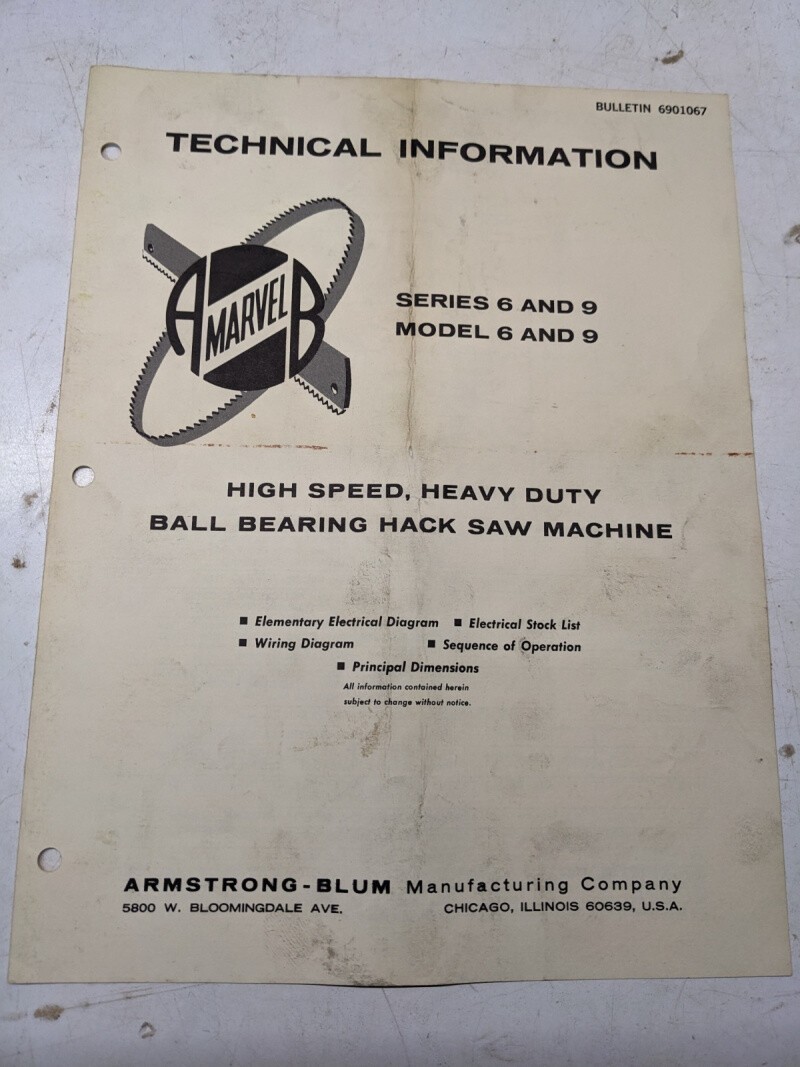 BULLETIN 6901067
TECHNICAL INFORMATION
A MARVEL B
SERIES 6 AND 9
MODEL 6 AND 9
HIGH SPEED, HEAVY DUTY
BALL BEARING HACK SAW MACHINE
■ Elementary Electrical Diagram ■ Electrical Stock List
■ Wiring Diagram ■ Sequence of Operation
■ Principal Dimensions
All information contained herein
subject to change without notice.
ARMSTRONG-BLUM Manufacturing Company
5800 W. BLOOMINGDALE AVE. CHICAGO, ILLINOIS 60639, U.S.A.